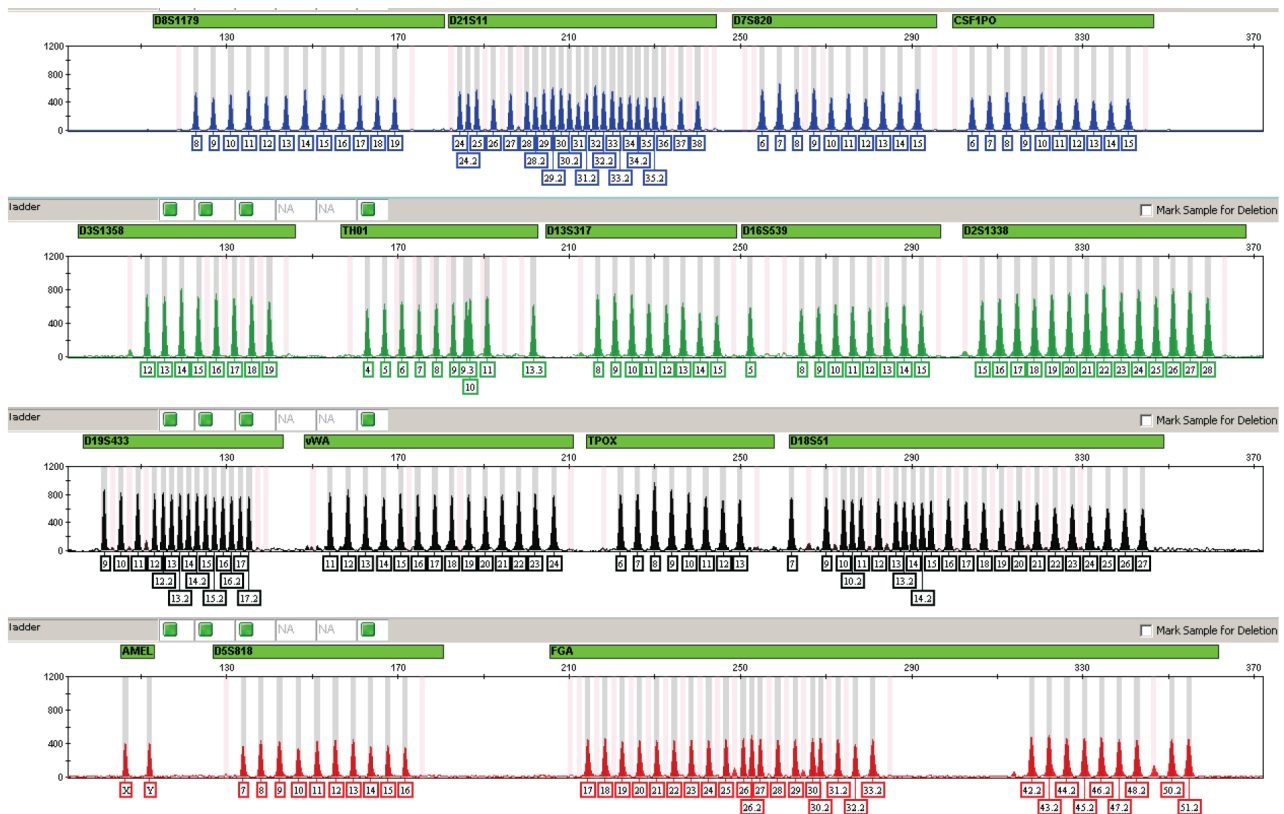 D8S1179 D21S11 D7S820 CSF1PO
130 170 210 250 290 330 372
1200
800
400
0
8 9 10 11 12 13 14 15 16 17 18 19 24 25 26 27 28 29 30 31 32 33 34 35 36 37 38 6 7 8 9 10 11 12 13 14 15 6 7 8 9 10 11 12 13 14 15
24.2 28.2 30.2 32.2 34.2
29.2 31.2 33.2 35.2
ladder NA NA Mark Sample for Deletion
D3S1358 TH01 D13S317 D16S539 D2S1338
130 170 210 250 290 330 372
1200
800
400
0
12 13 14 15 16 17 18 19 4 5 6 7 8 9 9.3 11 13.3 8 9 10 11 12 13 14 15 5 8 9 10 11 12 13 14 15 15 16 17 18 19 20 21 22 23 24 25 26 27 28
10
ladder NA NA Mark Sample for Deletion
D19S433 vWA TPOX D18S51
130 170 210 250 290 330 372
1200
800
400
0
9 10 11 12 13 14 15 16 17 11 12 13 14 15 16 17 18 19 20 21 22 23 24 6 7 8 9 10 11 12 13 7 9 10 11 12 13 14 15 16 17 18 19 20 21 22 23 24 25 26 27
12.2 14.2 16.2 10.2 13.2
13.2 15.2 17.2 14.2
ladder NA NA Mark Sample for Deletion
AMEL D5S818 FGA
130 170 210 250 290 330 372
1200
800
400
0
X Y 7 8 9 10 11 12 13 14 15 16 17 18 19 20 21 22 23 24 25 26 27 28 29 30 31.2 33.2 42.2 44.2 46.2 48.2 50.2
26.2 30.2 32.2 43.2 45.2 47.2 51.2